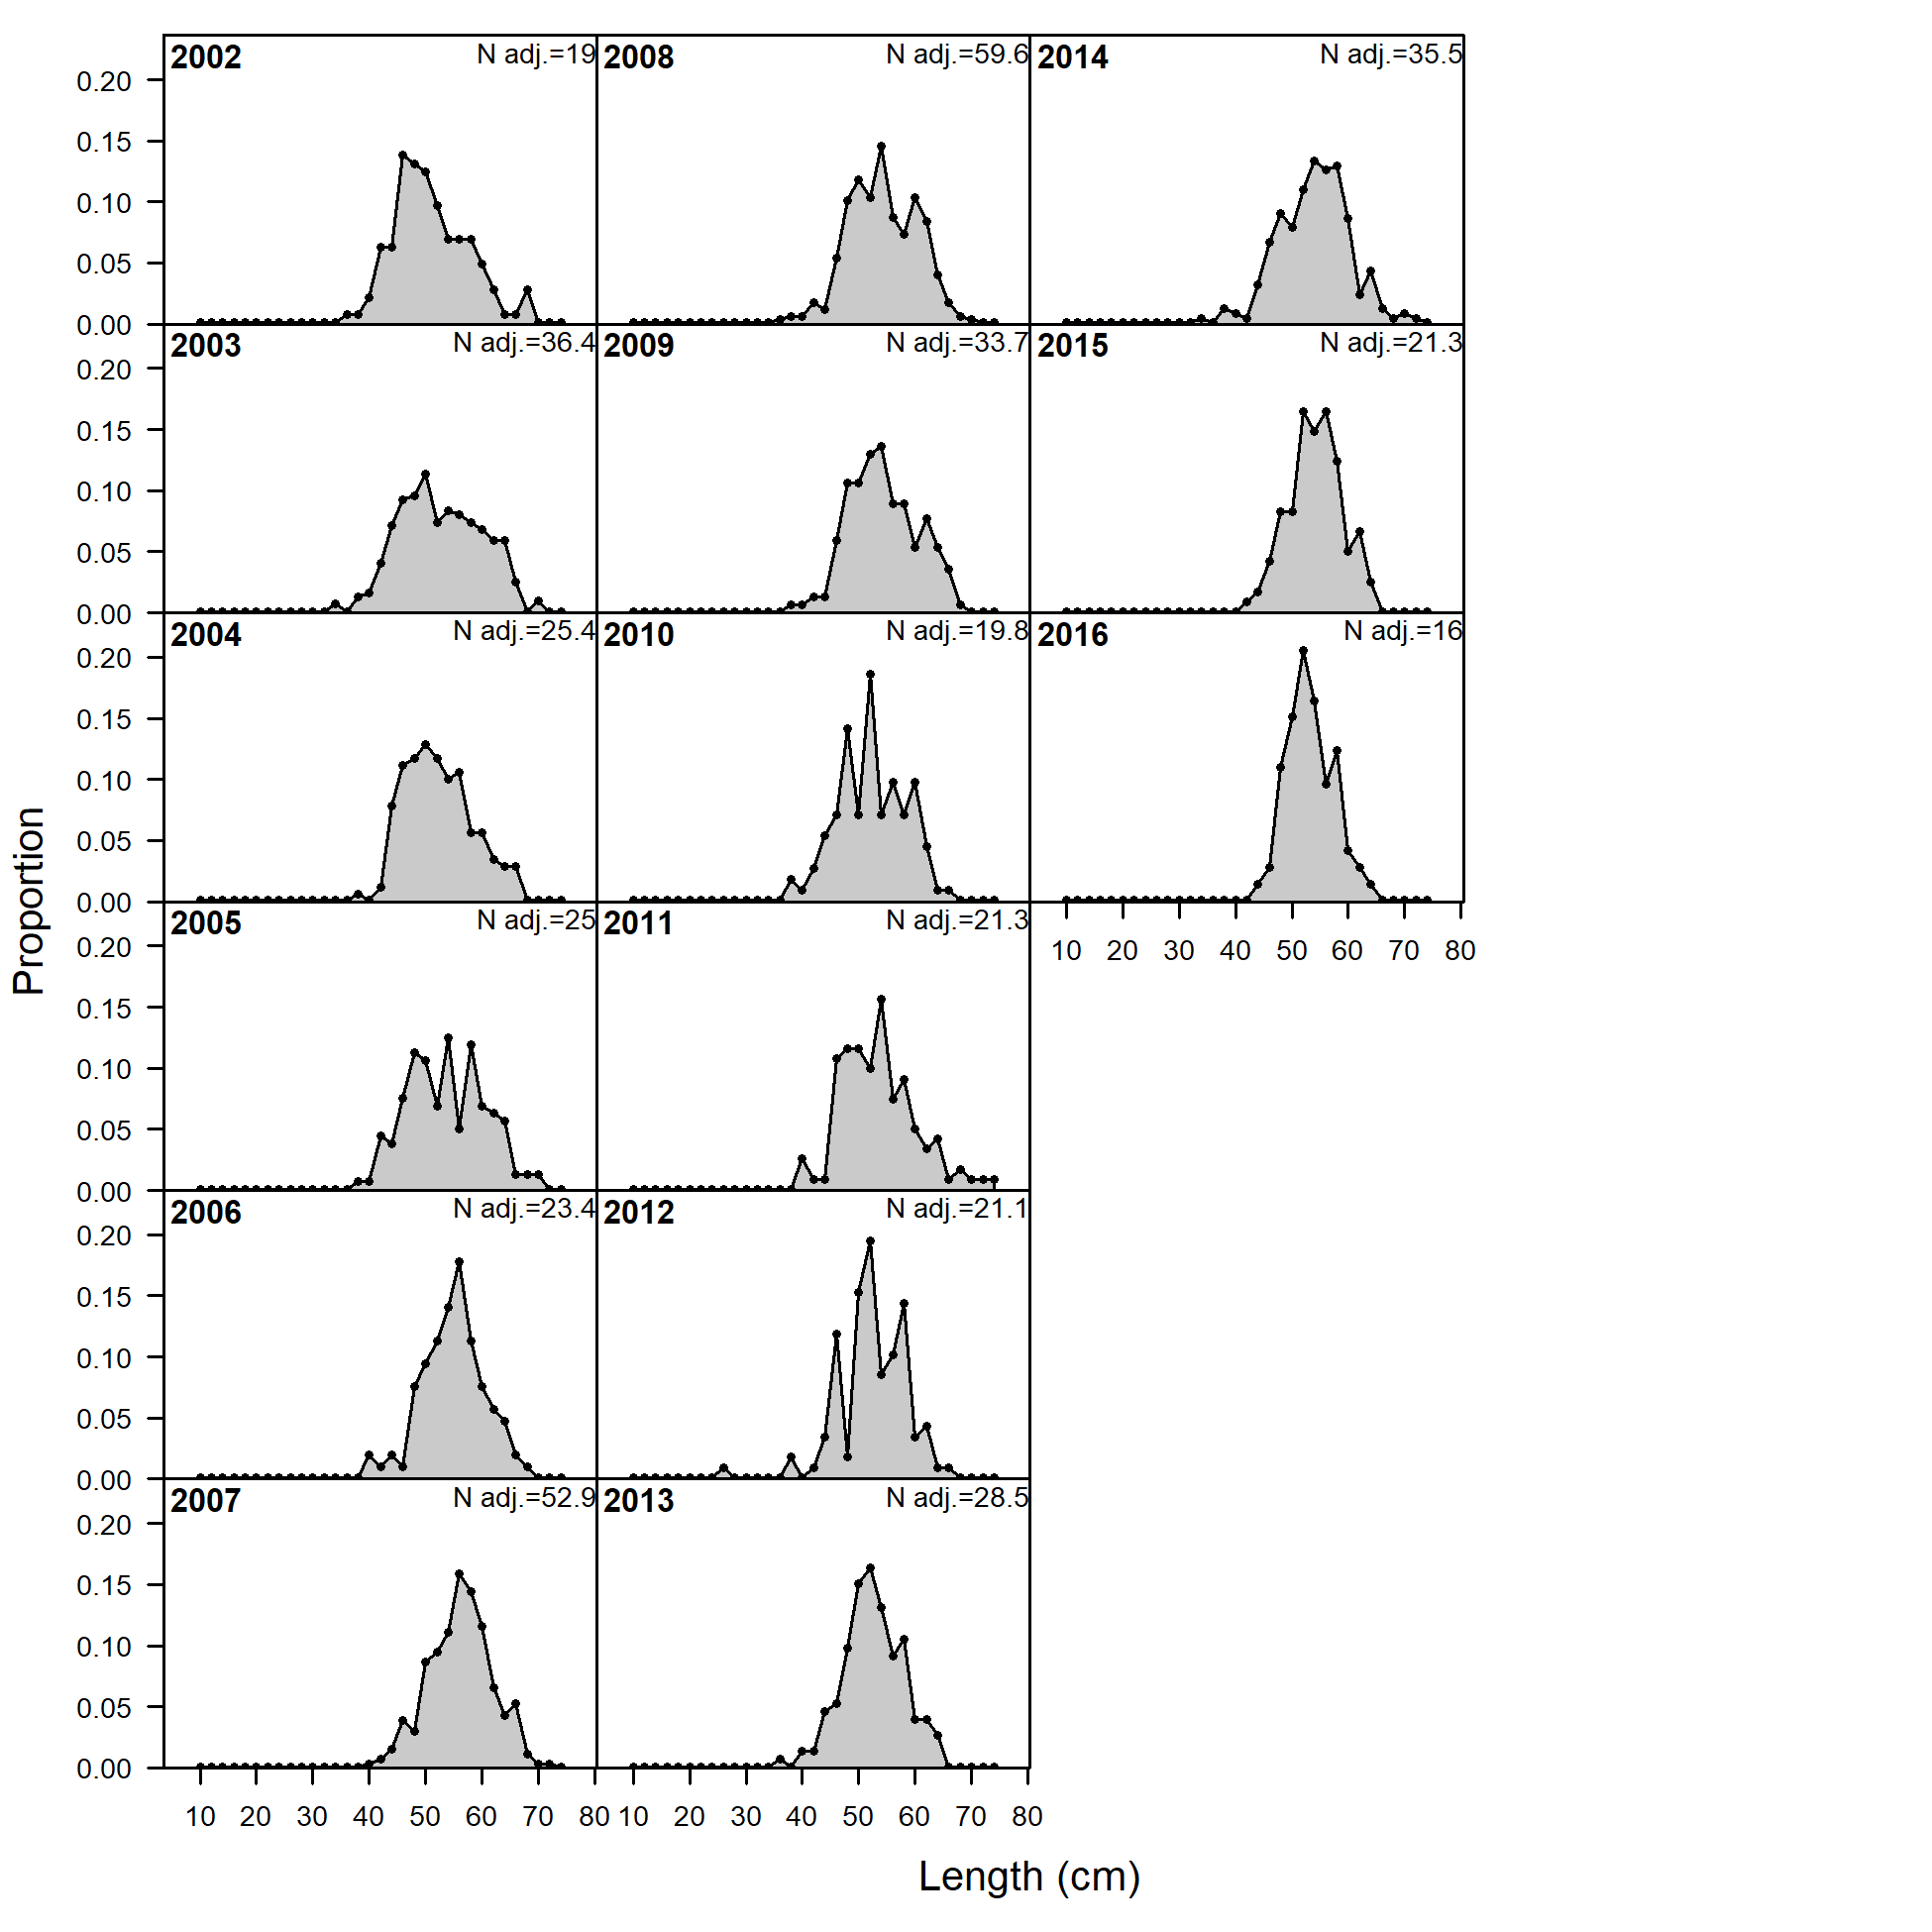 2002 N adj.=19
2008 N adj.=59.6
2014 N adj.=35.5
0.20
0.15
0.10
0.05
0.00
2003 N adj.=36.4
2009 N adj.=33.7
2015 N adj.=21.3
0.20
0.15
0.10
0.05
0.00
2004 N adj.=25.4
2010 N adj.=19.8
2016 N adj.=16
0.20
0.15
0.10
0.05
0.00
2005 N adj.=25
2011 N adj.=21.3
10 20 30 40 50 60 70 80
0.20
0.15
0.10
0.05
0.00
2006 N adj.=23.4
2012 N adj.=21.1
0.20
0.15
0.10
0.05
0.00
2007 N adj.=52.9
2013 N adj.=28.5
0.20
0.15
0.10
0.05
0.00
10 20 30 40 50 60 70 80
10 20 30 40 50 60 70 80
Proportion
Length (cm)